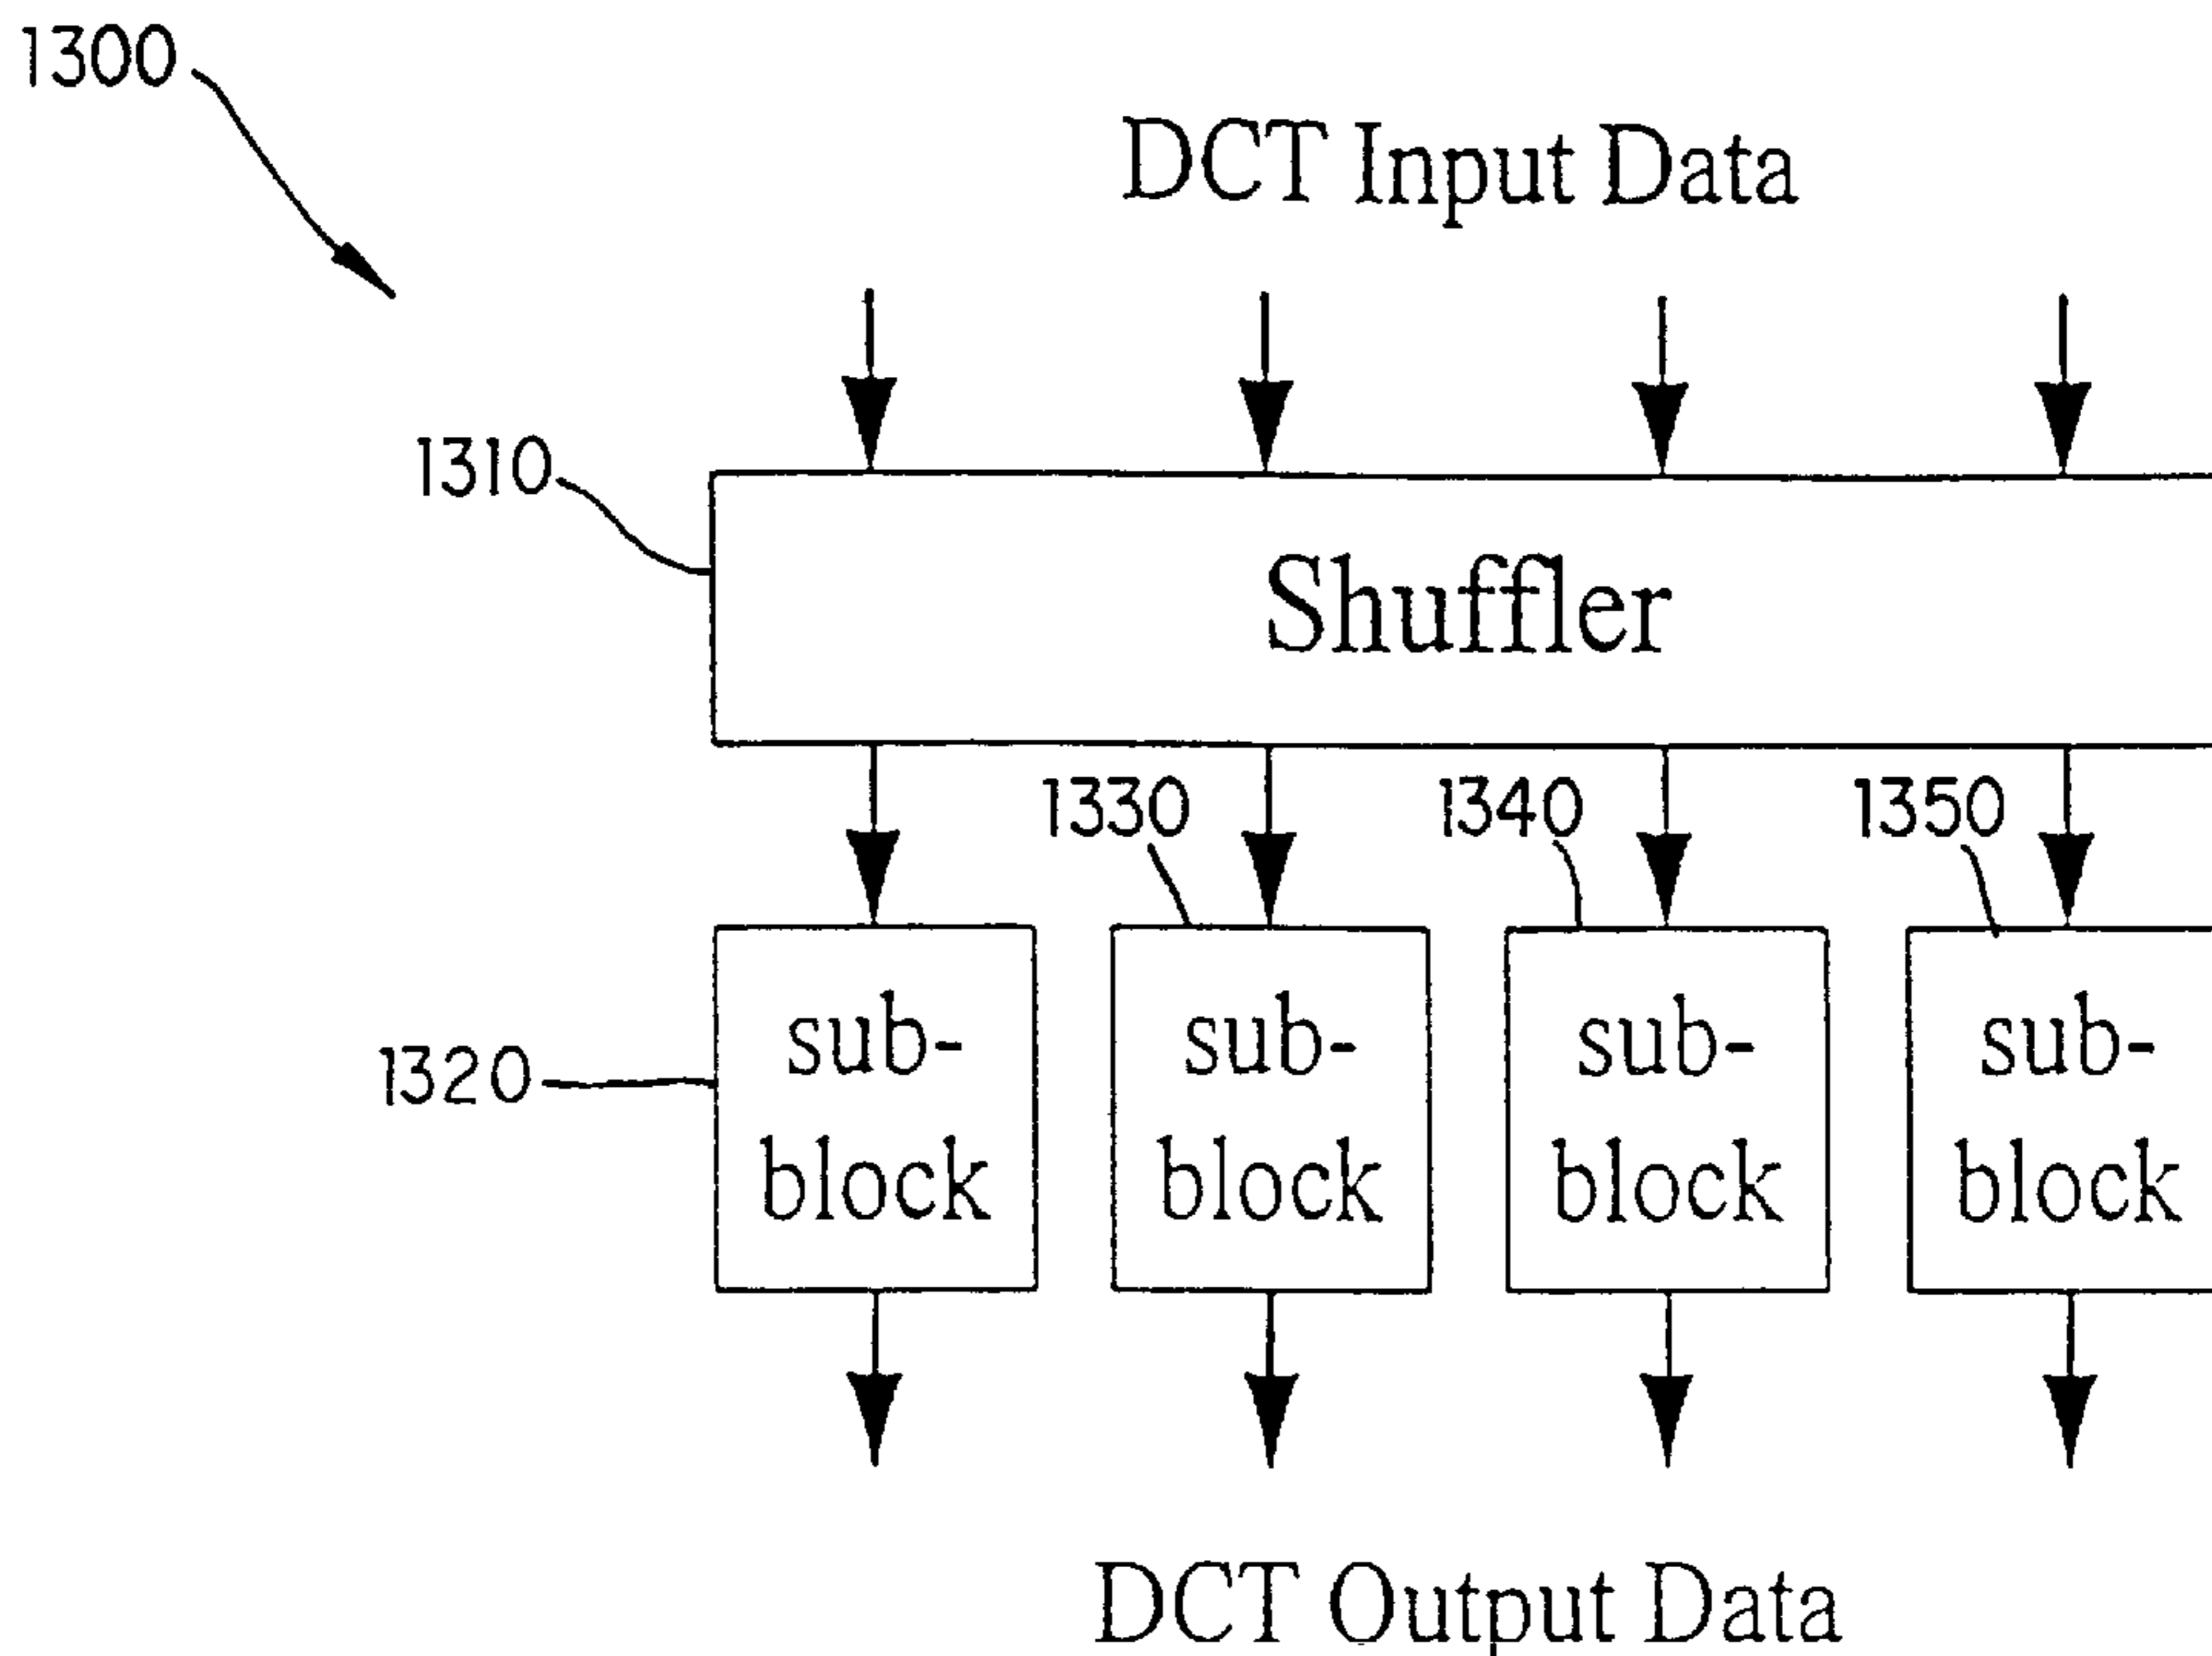 1300
DCT Input Data
1310
Shuffler
1330
1340
1350
1320
sub-
block
sub-
block
sub-
block
sub-
block
DCT Output Data